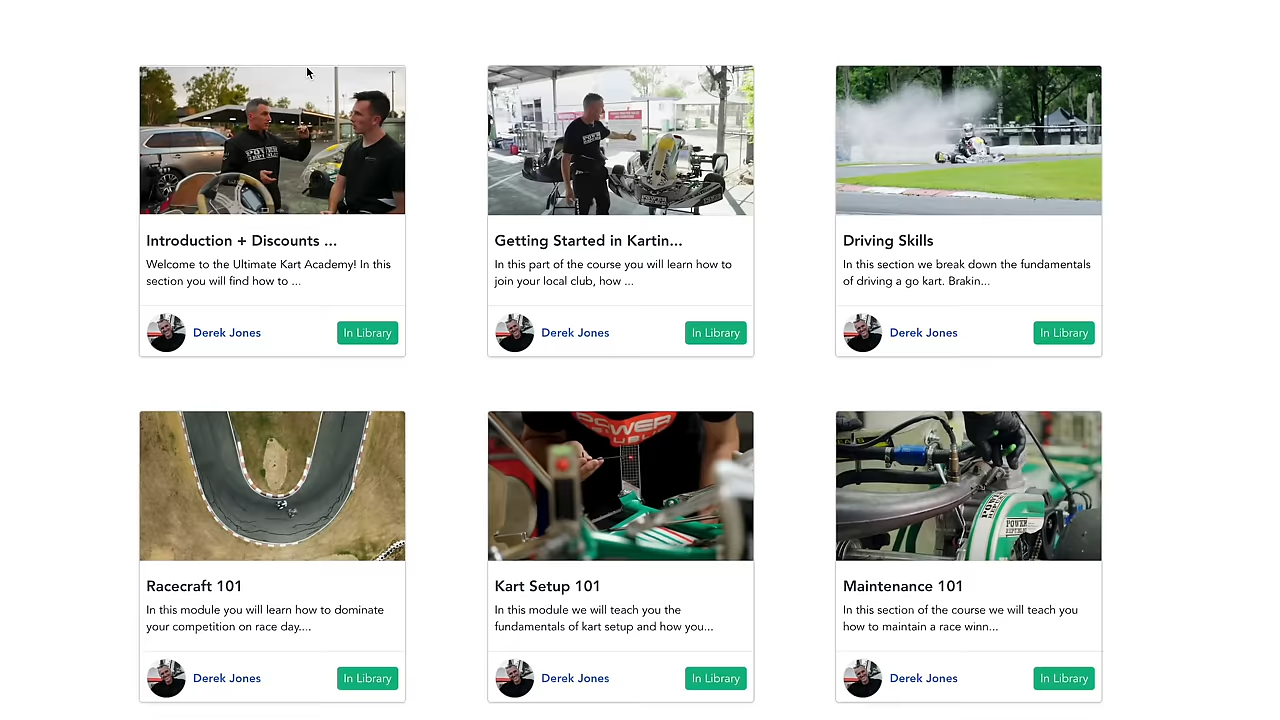 Introduction + Discounts ...
Welcome to the Ultimate Kart Academy! In this
section you will find how to ...
Derek Jones
In Library
Getting Started in Kartin...
In this part of the course you will learn how to
join your local club, how ...
Derek Jones
In Library
Driving Skills
In this section we break down the fundamentals
of driving a go kart. Brakin...
Derek Jones
In Library
Racecraft 101
In this module you will learn how to dominate
your competition on race day....
Derek Jones
In Library
POWER
Kart Setup 101
In this module we will teach you the
fundamentals of kart setup and how you...
Derek Jones
In Library
POWER
Maintenance 101
In this section of the course we will teach you
how to maintain a race winn...
Derek Jones
In Library